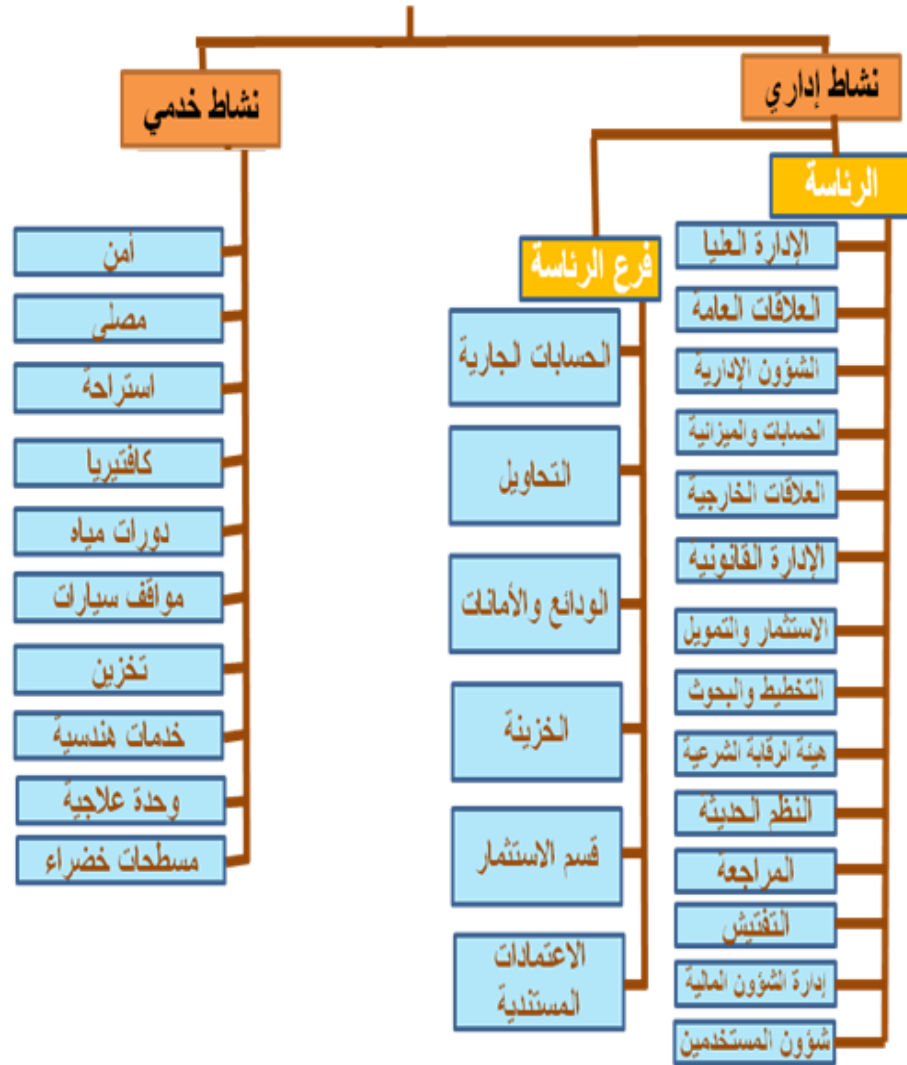 نشاط إداري
الرئاسة
الإدارة العليا
العلاقات العامة
الشؤون الإدارية
الحسابات والميزانية
العلاقات الخارجية
الإدارة القانونية
الاستثمار والتمويل
التخطيط والبحوث
هيئة الرقابة الشرعية
النظم الحديثة
المراجعة
التفتيش
إدارة الشؤون المالية
شؤون المستخدمين
فرع الرئاسة
الحسابات الجارية
التحاويل
الودائع والأمانات
الخزينة
قسم الاستثمار
الاعتمادات
المستندية
نشاط خدمي
أمن
مصلى
استراحة
كافتيريا
دورات مياه
مواقف سيارات
تخزين
خدمات هندسية
وحدة علاجية
مسطحات خضراء